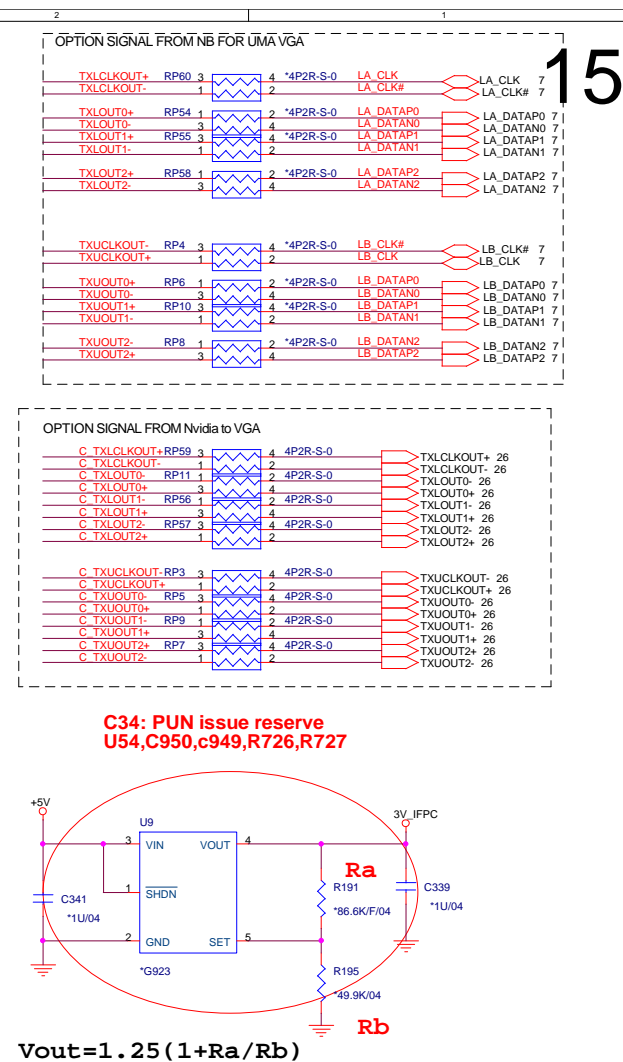 2 1
OPTION SIGNAL FROM NB FOR UMA VGA
15
TXLCLKOUT+ RP60 3 4 *4P2R-S-0 LA_CLK LA_CLK 7
TXLCLKOUT- 1 2 LA_CLK# LA_CLK# 7
TXLOUT0+ RP54 1 2 *4P2R-S-0 LA_DATAP0 LA_DATAP0 7
TXLOUT0- 3 4 LA_DATAN0 LA_DATAN0 7
TXLOUT1+ RP55 3 4 *4P2R-S-0 LA_DATAP1 LA_DATAP1 7
TXLOUT1- 1 2 LA_DATAN1 LA_DATAN1 7
TXLOUT2+ RP58 1 2 *4P2R-S-0 LA_DATAP2 LA_DATAP2 7
TXLOUT2- 3 4 LA_DATAN2 LA_DATAN2 7
TXUCLKOUT- RP4 3 4 *4P2R-S-0 LB_CLK# LB_CLK# 7
TXUCLKOUT+ 1 2 LB_CLK LB_CLK 7
TXUOUT0+ RP6 1 2 *4P2R-S-0 LB_DATAP0 LB_DATAP0 7
TXUOUT0- 3 4 LB_DATAN0 LB_DATAN0 7
TXUOUT1+ RP10 3 4 *4P2R-S-0 LB_DATAP1 LB_DATAP1 7
TXUOUT1- 1 2 LB_DATAN1 LB_DATAN1 7
TXUOUT2- RP8 1 2 *4P2R-S-0 LB_DATAN2 LB_DATAN2 7
TXUOUT2+ 3 4 LB_DATAP2 LB_DATAP2 7
OPTION SIGNAL FROM Nvidia to VGA
C_TXLCLKOUT+ RP59 3 4 4P2R-S-0 TXLCLKOUT+ 26
C_TXLCLKOUT- 1 2 TXLCLKOUT- 26
C_TXLOUT0- RP11 1 2 4P2R-S-0 TXLOUT0- 26
C_TXLOUT0+ 3 4 TXLOUT0+ 26
C_TXLOUT1- RP56 1 2 4P2R-S-0 TXLOUT1- 26
C_TXLOUT1+ 3 4 TXLOUT1+ 26
C_TXLOUT2- RP57 3 4 4P2R-S-0 TXLOUT2- 26
C_TXLOUT2+ 1 2 TXLOUT2+ 26
C_TXUCLKOUT- RP3 3 4 4P2R-S-0 TXUCLKOUT- 26
C_TXUCLKOUT+ 1 2 TXUCLKOUT+ 26
C_TXUOUT0- RP5 3 4 4P2R-S-0 TXUOUT0- 26
C_TXUOUT0+ 1 2 TXUOUT0+ 26
C_TXUOUT1- RP9 1 2 4P2R-S-0 TXUOUT1- 26
C_TXUOUT1+ 3 4 TXUOUT1+ 26
C_TXUOUT2+ RP7 3 4 4P2R-S-0 TXUOUT2+ 26
C_TXUOUT2- 1 2 TXUOUT2- 26
C34: PUN issue reserve
U54,C950,c949,R726,R727
+5V
U9
3V_IFPC
3 VIN VOUT 4
Ra
C341
*1U/04
1 SHDN
R191
*86.6K/F/04
C339
*1U/04
2 GND SET 5
*G923
R195
*49.9K/04
Rb
Vout=1.25(1+Ra/Rb)